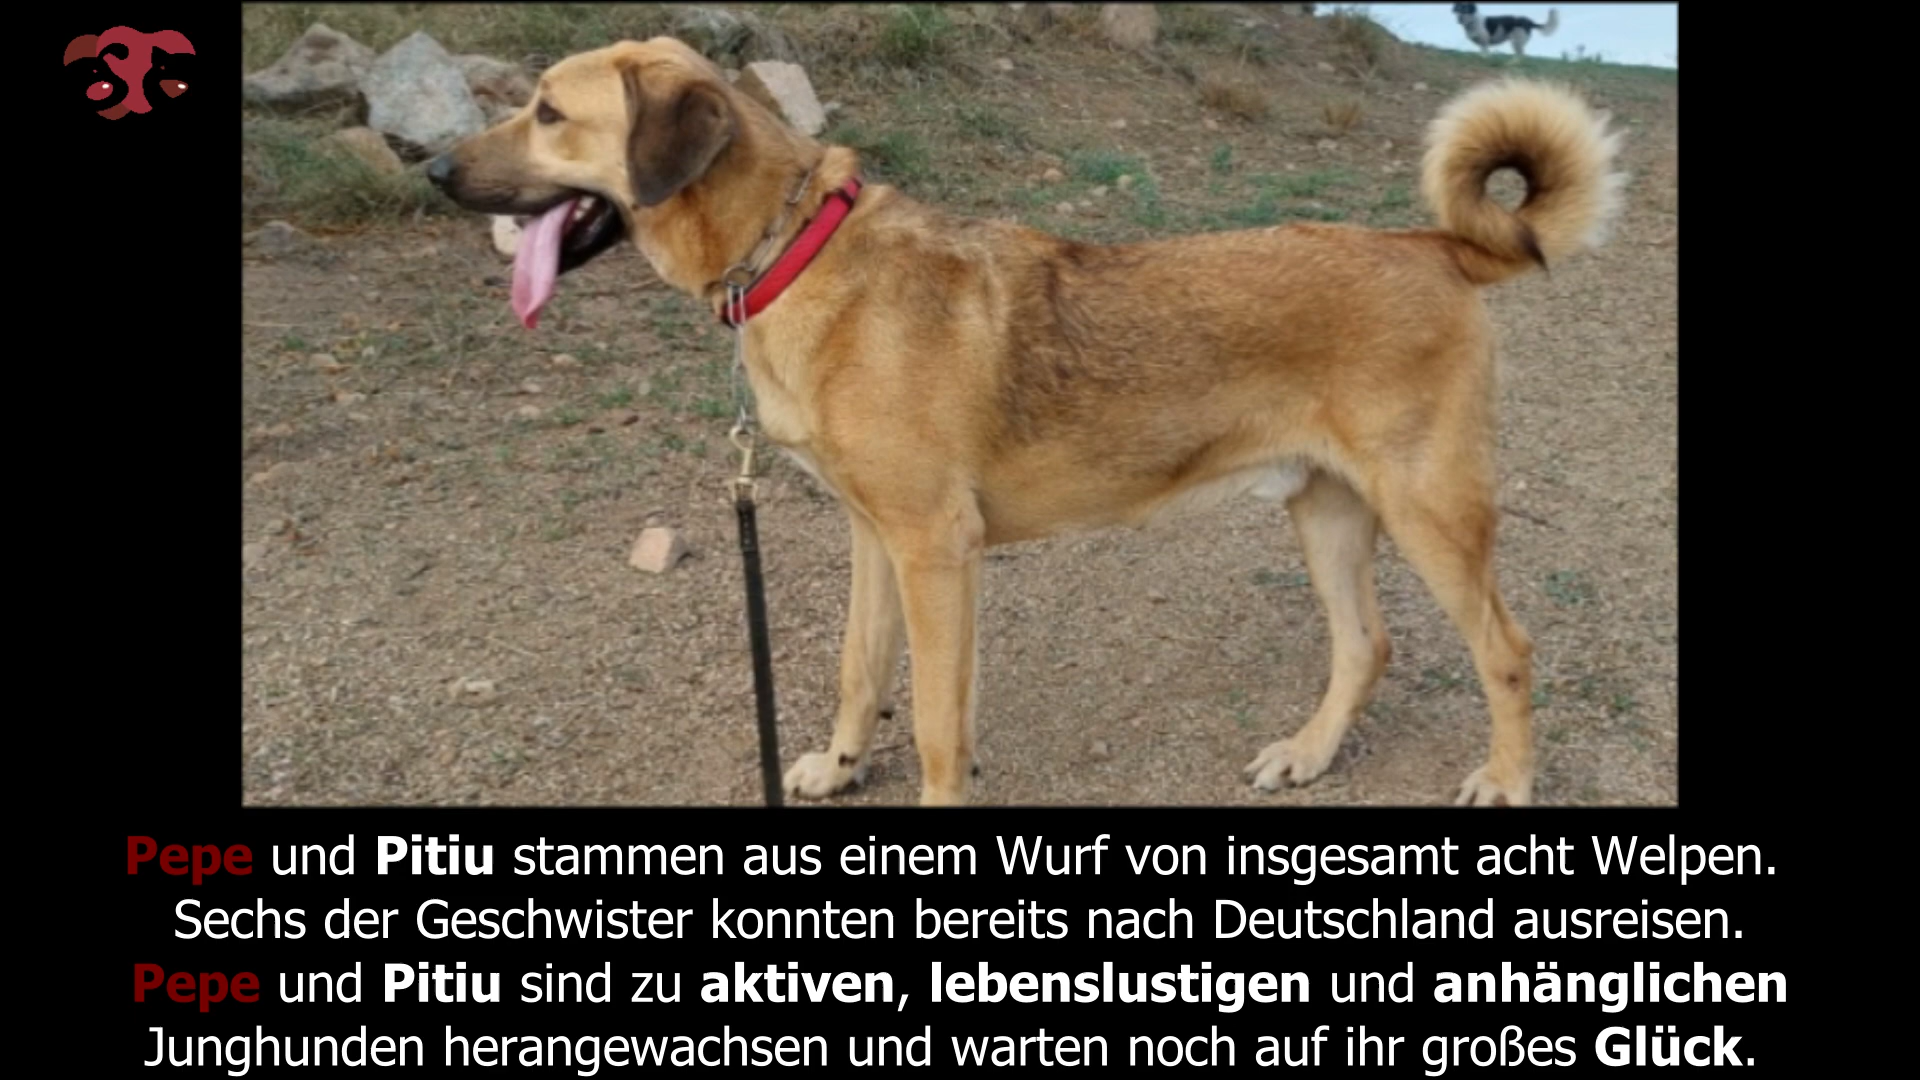 Pepe und Pitiu stammen aus einem Wurf von insgesamt acht Welpen.
Sechs der Geschwister konnten bereits nach Deutschland ausreisen.
Pepe und Pitiu sind zu aktiven, lebenslustigen und anhänglichen
Junghunden herangewachsen und warten noch auf ihr großes Glück.